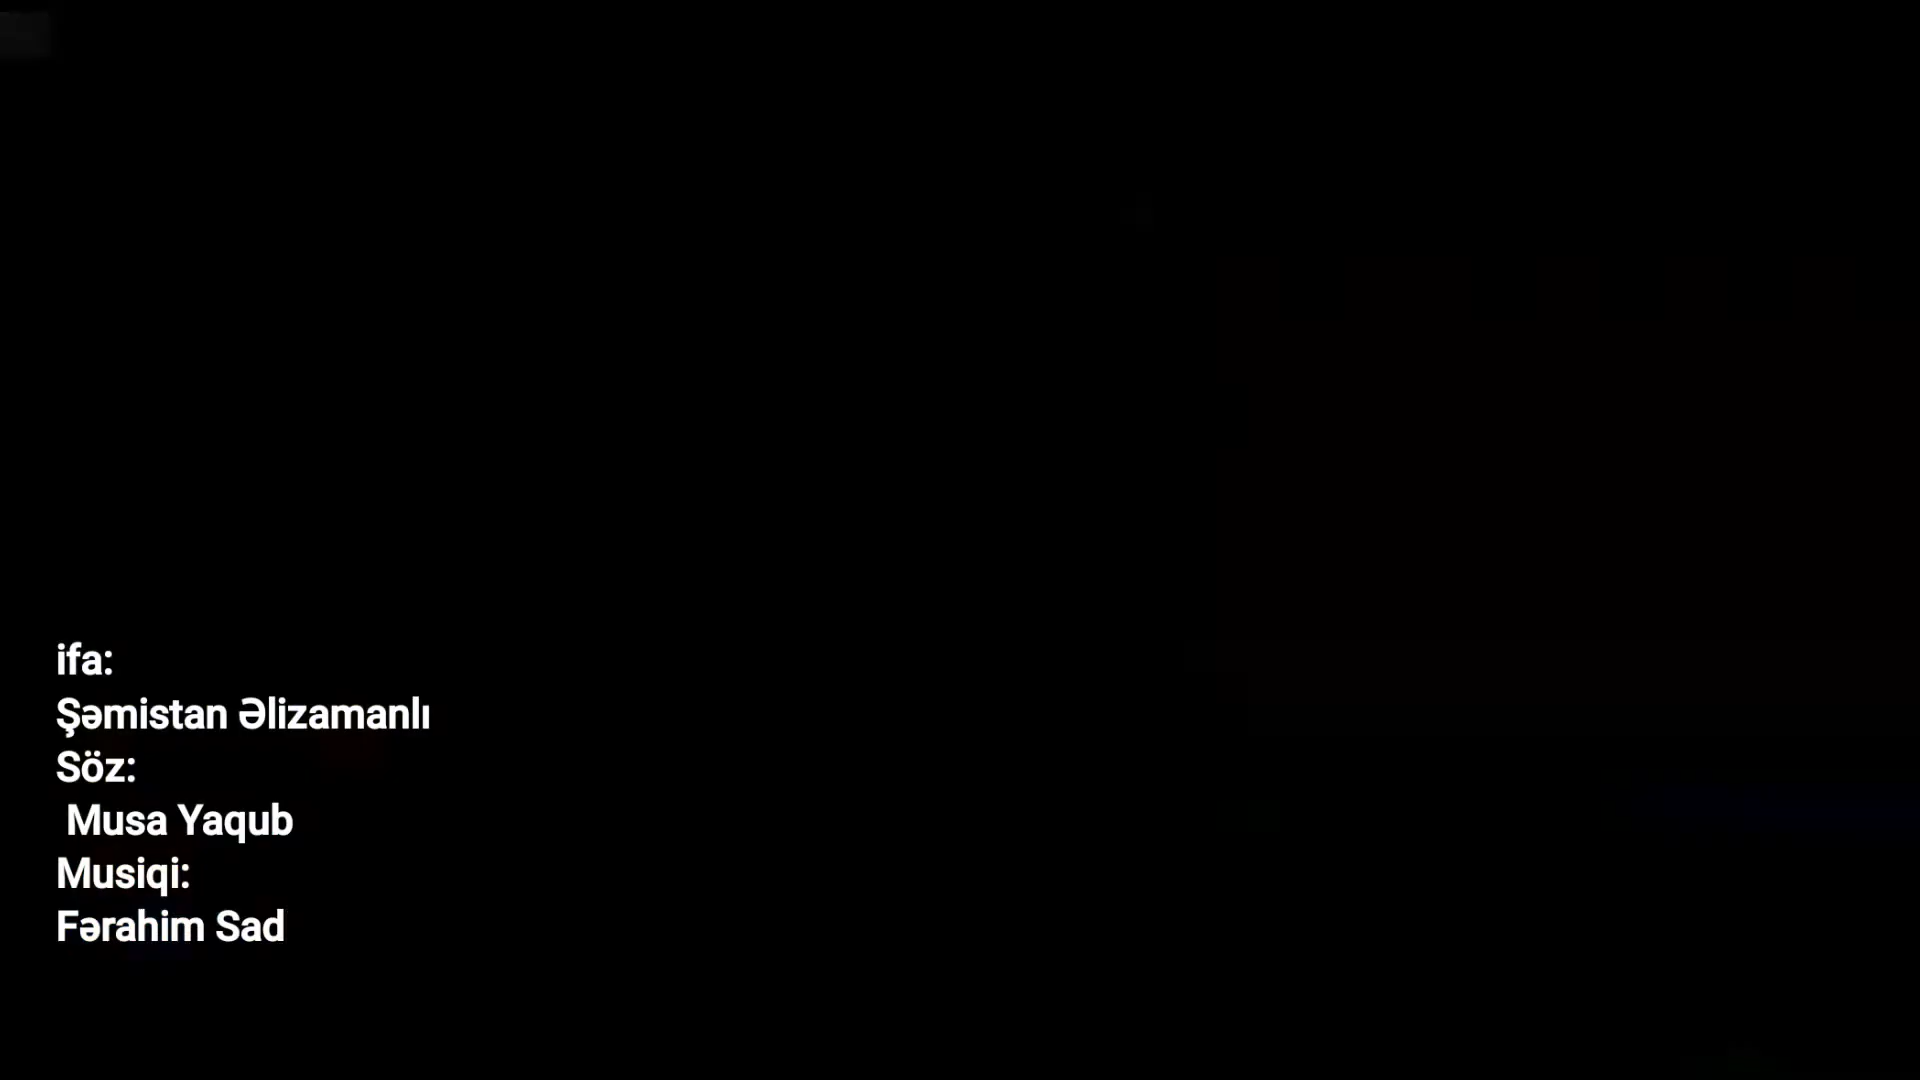 ifa:
Şəmistan Əlizamanlı
Söz:
Musa Yaqub
Musiqi:
Fərahim Sad